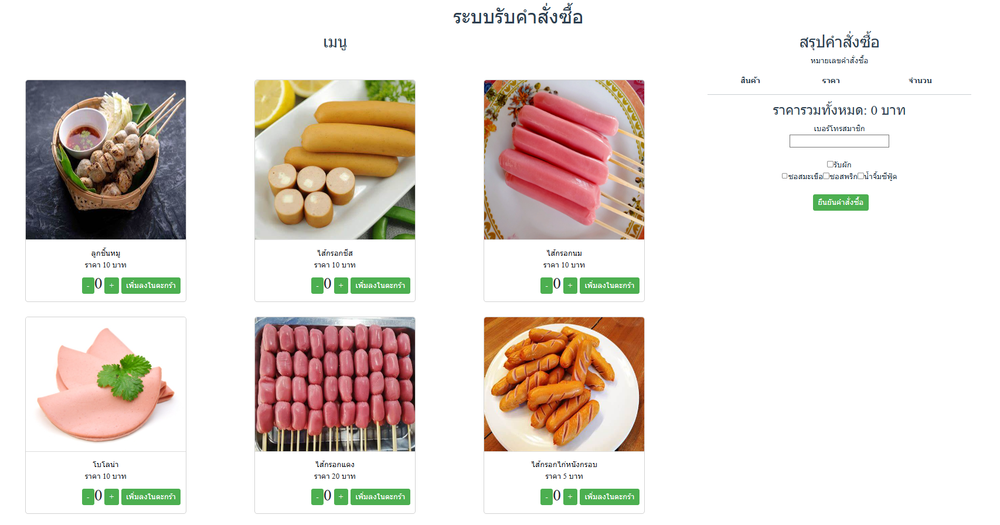 ระบบรับคำสั่งซื้อ
เมนู
ลูกชิ้นหมู
ราคา 10 บาท
- 0 + เพิ่มลงในตะกร้า
ไส้กรอกชีส
ราคา 10 บาท
- 0 + เพิ่มลงในตะกร้า
ไส้กรอกนม
ราคา 10 บาท
- 0 + เพิ่มลงในตะกร้า
โบโลน่า
ราคา 10 บาท
- 0 + เพิ่มลงในตะกร้า
ไส้กรอกแดง
ราคา 20 บาท
- 0 + เพิ่มลงในตะกร้า
ไส้กรอกไก่หนังกรอบ
ราคา 5 บาท
- 0 + เพิ่มลงในตะกร้า
สรุปคำสั่งซื้อ
หมายเลขคำสั่งซื้อ
สินค้า ราคา จำนวน
ราคารวมทั้งหมด: 0 บาท
เบอร์โทรสมาชิก
รับผัก
ซอสมะเขือ ซอสพริก น้ำจิ้มซีฟู้ด
ยืนยันคำสั่งซื้อ